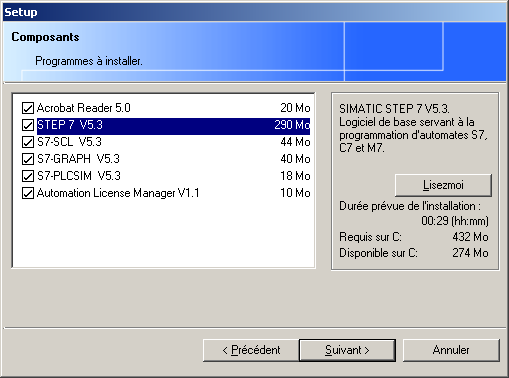 Setup
Composants
Programmes à installer.
Acrobat Reader 5.0 20 Mo
STEP 7 V5.3 290 Mo
S7-SCL V5.3 44 Mo
S7-GRAPH V5.3 40 Mo
S7-PLCSIM V5.3 18 Mo
Automation License Manager V1.1 10 Mo
SIMATIC STEP 7 V5.3.
Logiciel de base servant à la
programmation d'automates S7,
C7 et M7.
Lisezmoi
Durée prévue de l'installation :
00:29 (hh:mm)
Requis sur C: 432 Mo
Disponible sur C: 274 Mo
< Précédent Suivant > Annuler